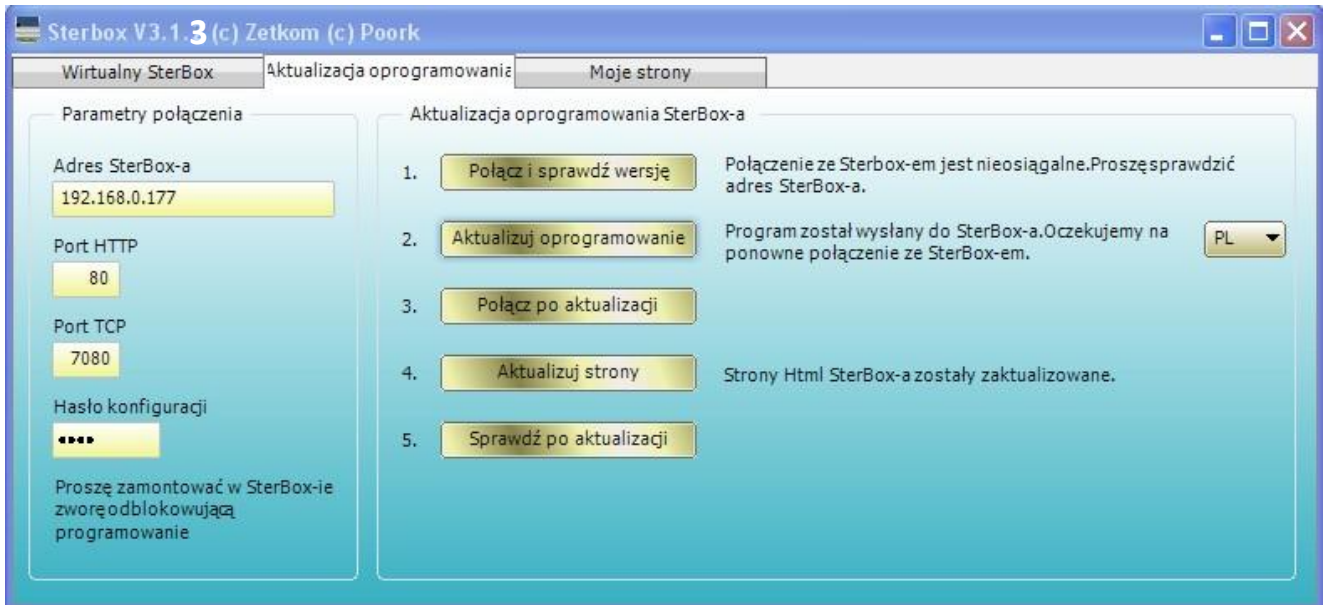 Sterbox V3.1.3 (c) Zetkom (c) Poork
Wirtualny SterBox
Aktualizacja oprogramowania
Moje strony
Parametry połączenia
Adres SterBox-a
192.168.0.177
Port HTTP
80
Port TCP
7080
Hasło konfiguracji
••••
Proszę zamontować w SterBox-ie
zworę odblokowującą
programowanie
Aktualizacja oprogramowania SterBox-a
1. Połącz i sprawdź wersję
Połączenie ze Sterbox-em jest nieosiągalne.Proszę sprawdzić
adres SterBox-a.
2. Aktualizuj oprogramowanie
Program został wysłany do SterBox-a.Oczekujemy na
ponowne połączenie ze SterBox-em.
PL
3. Połącz po aktualizacji
4. Aktualizuj strony
Strony Html SterBox-a zostały zaktualizowane.
5. Sprawdź po aktualizacji